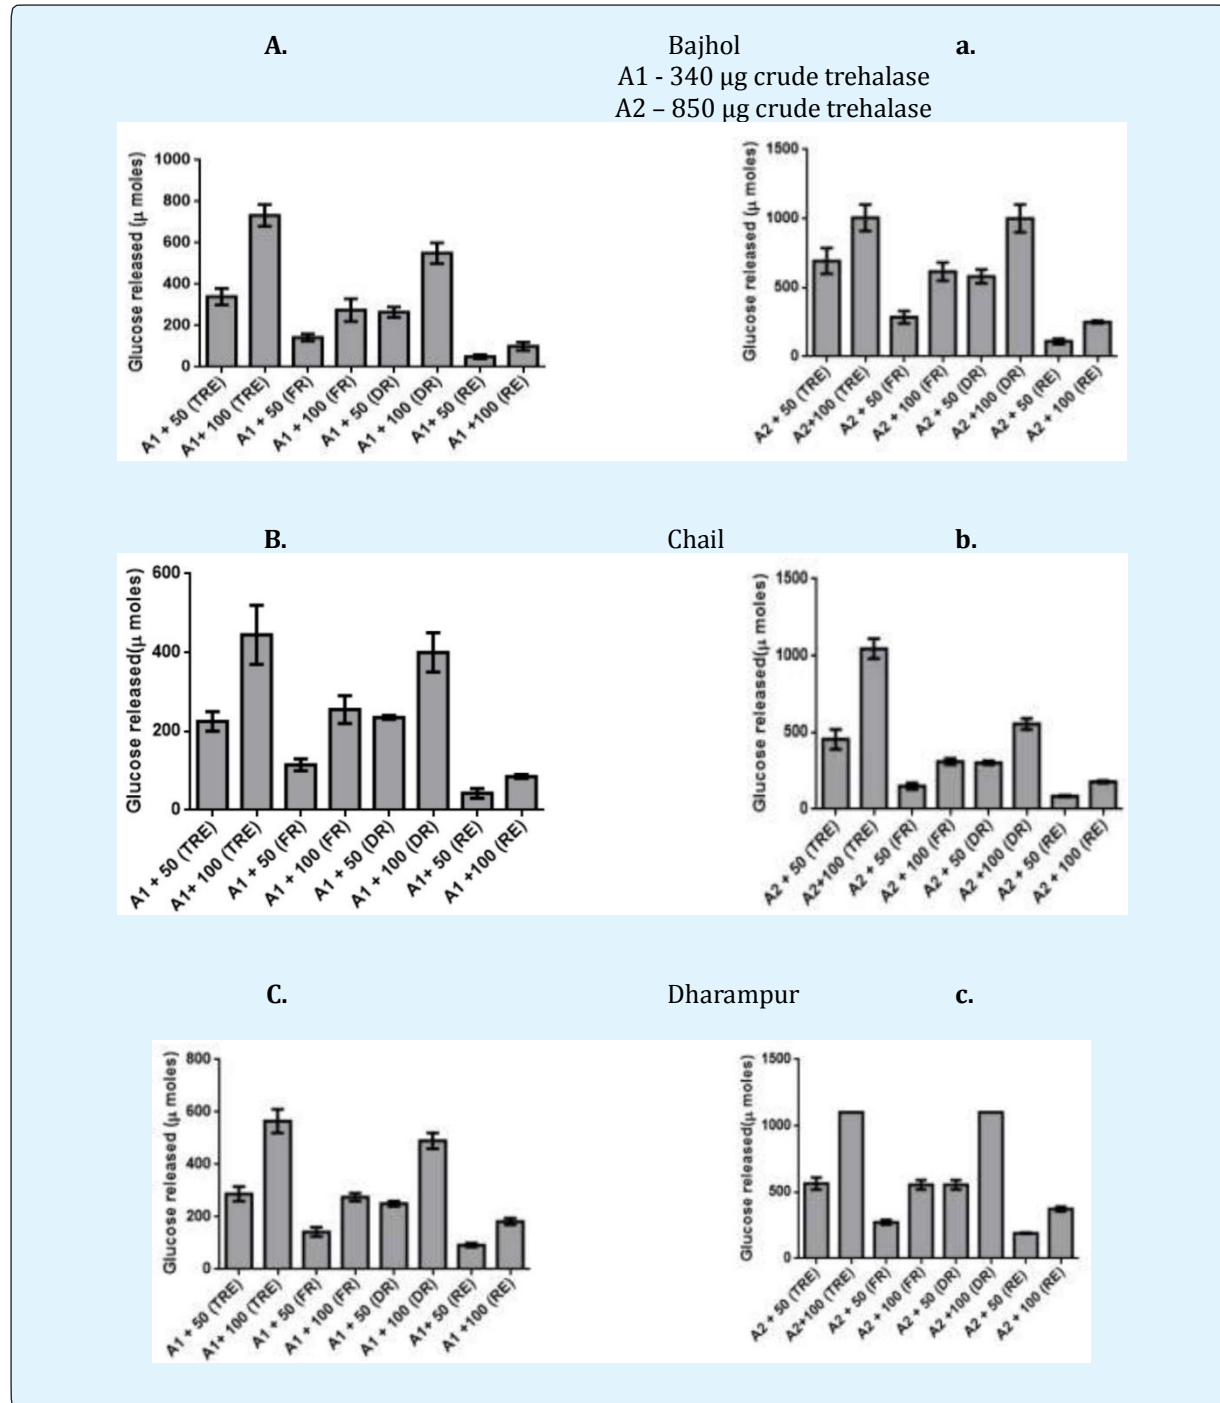 A. Bajhol a.
A1 - 340 µg crude trehalase
A2 – 850 µg crude trehalase
Glucose released (µ moles)
1000
800
600
400
200
0
A1 + 50 (TRE)
A1+ 100 (TRE)
A1 + 50 (FR)
A1 + 100 (FR)
A1 + 50 (DR)
A1 + 100 (DR)
A1+ 50 (RE)
A1 +100 (RE)
Glucose released (µ moles)
1500
1000
500
0
A2 + 50 (TRE)
A2+100 (TRE)
A2 + 50 (FR)
A2 + 100 (FR)
A2 + 50 (DR)
A2 +100 (DR)
A2 + 50 (RE)
A2 + 100 (RE)
B. Chail b.
Glucose released(µ moles)
600
400
200
0
A1 + 50 (TRE)
A1+ 100 (TRE)
A1 + 50 (FR)
A1 + 100 (FR)
A1 + 50 (DR)
A1 + 100 (DR)
A1+ 50 (RE)
A1 +100 (RE)
Glucose released(µ moles)
1500
1000
500
0
A2 + 50 (TRE)
A2+100 (TRE)
A2 + 50 (FR)
A2 + 100 (FR)
A2 + 50 (DR)
A2 +100 (DR)
A2 + 50 (RE)
A2 + 100 (RE)
C. Dharampur c.
Glucose released (µ moles)
800
600
400
200
0
A1 + 50 (TRE)
A1+ 100 (TRE)
A1 + 50 (FR)
A1 + 100 (FR)
A1 + 50 (DR)
A1 + 100 (DR)
A1+ 50 (RE)
A1 +100 (RE)
Glucose released(µ moles)
1500
1000
500
0
A2 + 50 (TRE)
A2+100 (TRE)
A2 + 50 (FR)
A2 + 100 (FR)
A2 + 50 (DR)
A2 +100 (DR)
A2 + 50 (RE)
A2 + 100 (RE)